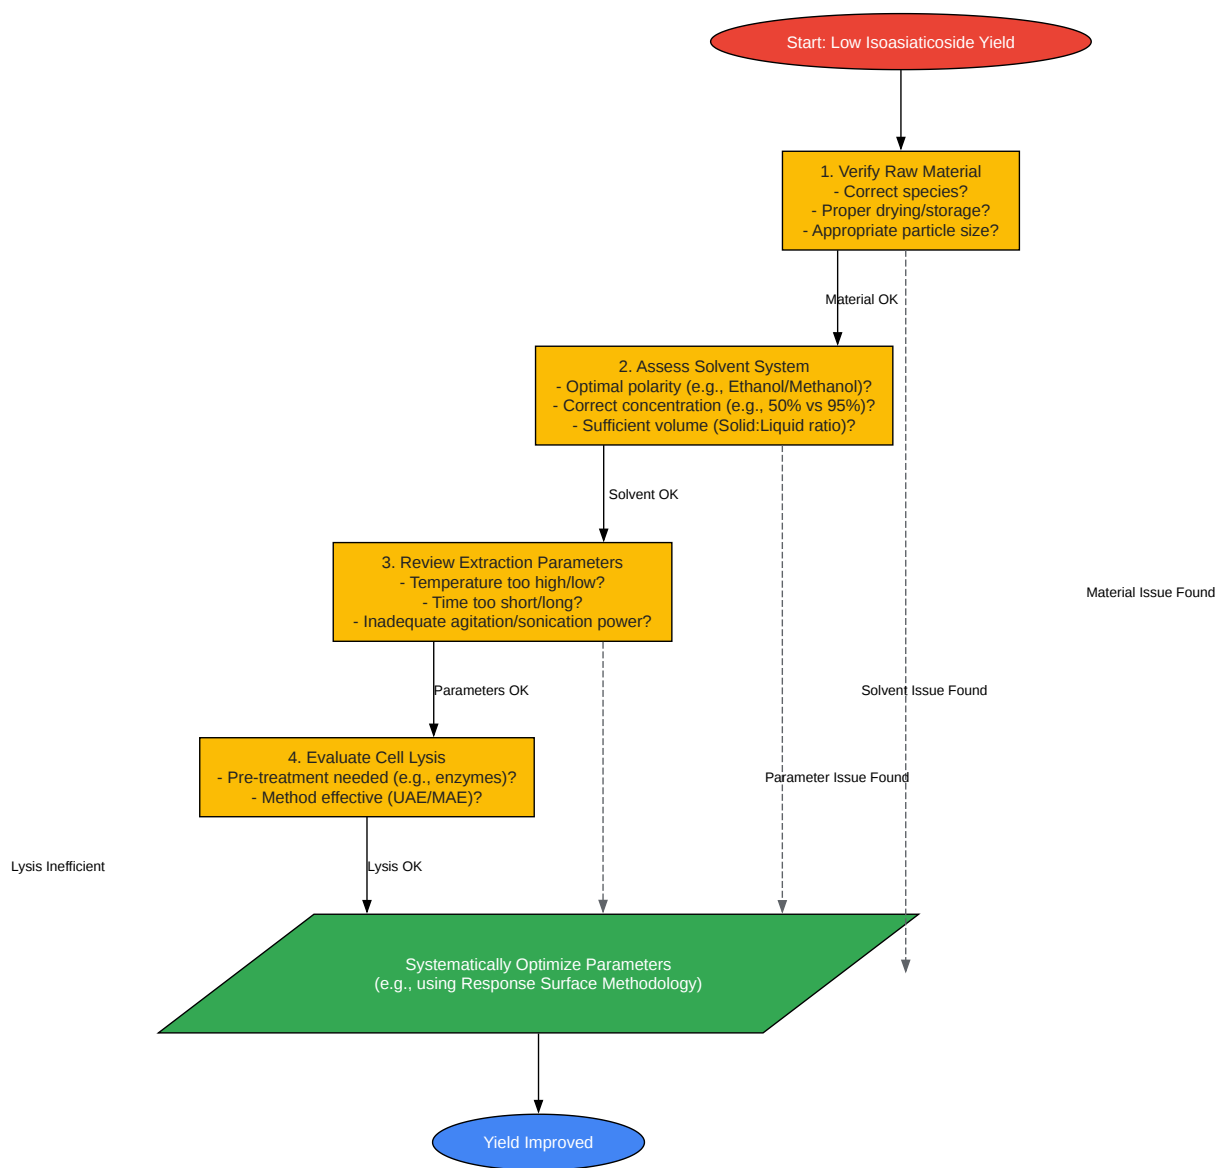 Start: Low Isoasiaticoside Yield
1. Verify Raw Material
- Correct species?
- Proper drying/storage?
- Appropriate particle size?
Material OK
2. Assess Solvent System
- Optimal polarity (e.g., Ethanol/Methanol)?
- Correct concentration (e.g., 50% vs 95%)?
- Sufficient volume (Solid:Liquid ratio)?
Solvent OK
3. Review Extraction Parameters
- Temperature too high/low?
- Time too short/long?
- Inadequate agitation/sonication power?
Material Issue Found
Parameters OK
Solvent Issue Found
4. Evaluate Cell Lysis
- Pre-treatment needed (e.g., enzymes)?
- Method effective (UAE/MAE)?
Parameter Issue Found
Lysis Inefficient
Lysis OK
Systematically Optimize Parameters
(e.g., using Response Surface Methodology)
Yield Improved